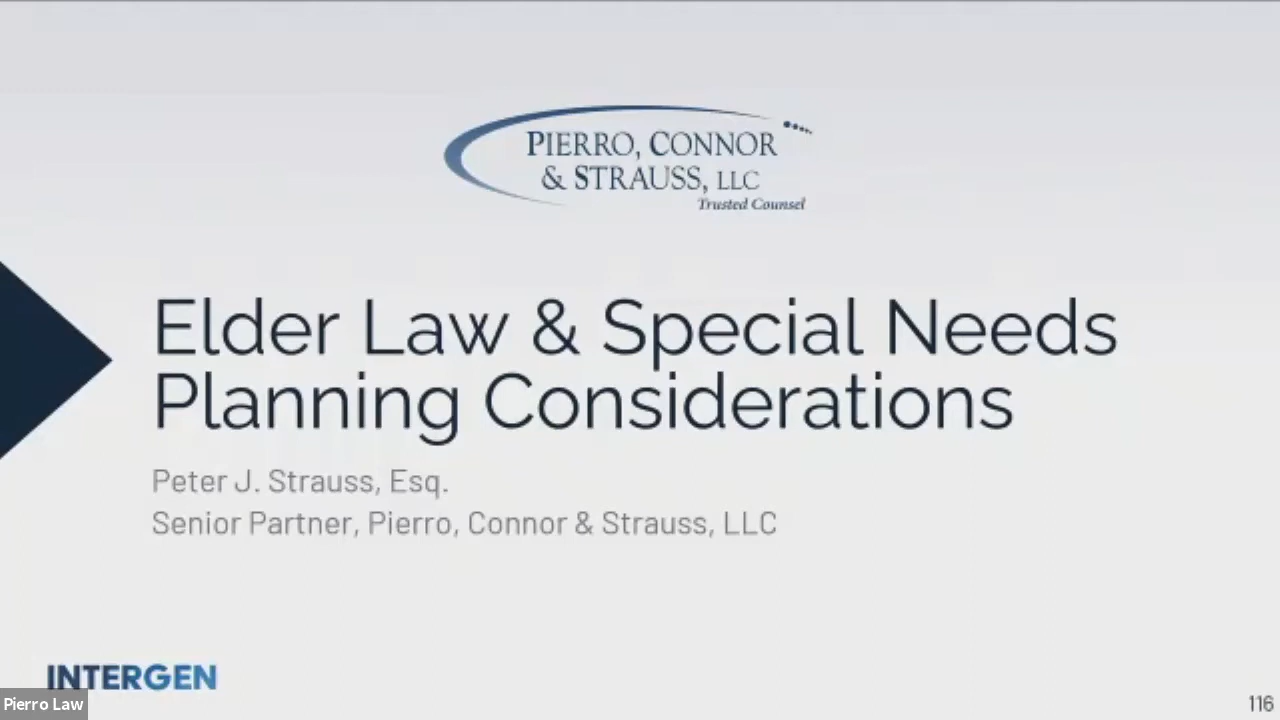 PIERRO, CONNOR
& STRAUSS, LLC
Trusted Counsel
Elder Law & Special Needs
Planning Considerations
Peter J. Strauss, Esq.
Senior Partner, Pierro, Connor & Strauss, LLC
INTERGEN
Pierro Law
116